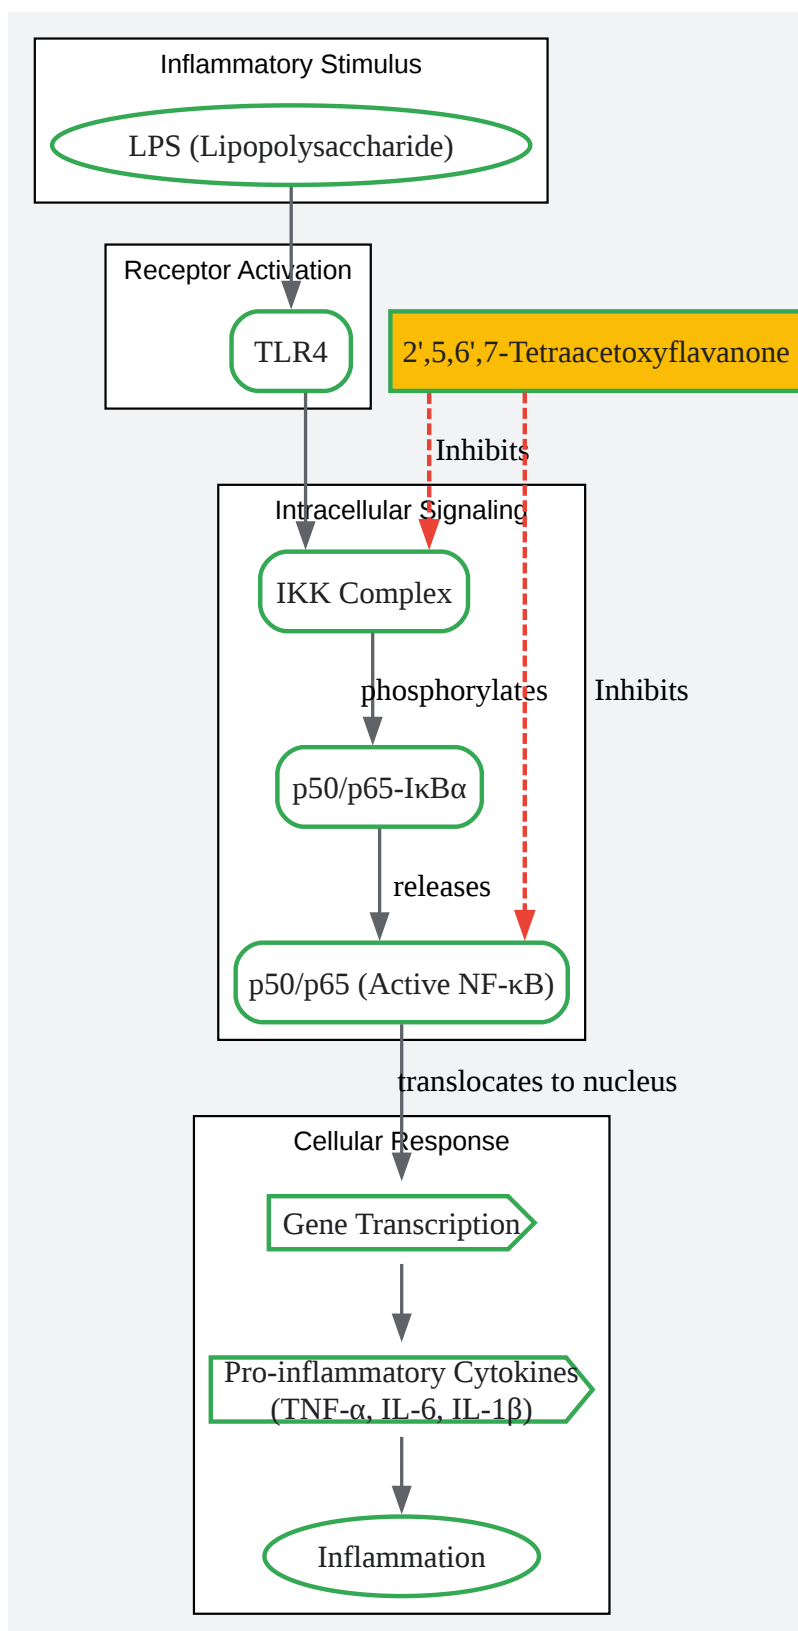 Inflammatory Stimulus
LPS (Lipopolysaccharide)
Receptor Activation
TLR4
2',5,6',7-Tetraacetoxyflavanone
Inhibits
Intracellular Signaling
IKK Complex
phosphorylates
Inhibits
p50/p65-IκBα
releases
p50/p65 (Active NF-κB)
translocates to nucleus
Cellular Response
Gene Transcription
Pro-inflammatory Cytokines
(TNF-α, IL-6, IL-1β)
Inflammation